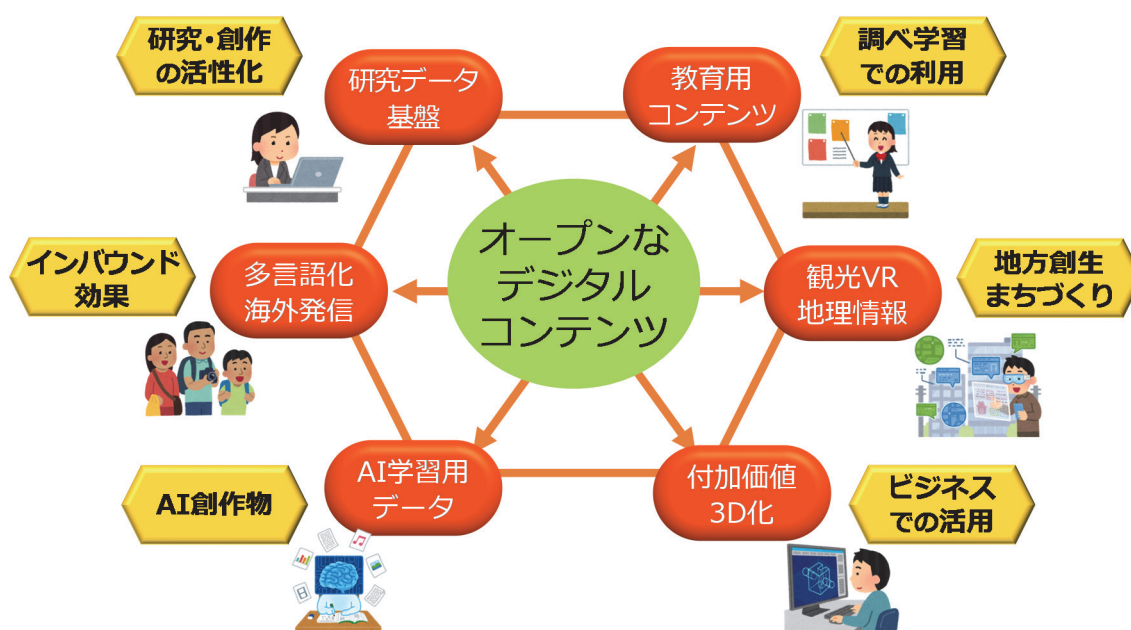 研究・創作
の活性化
研究データ
基盤
教育用
コンテンツ
調べ学習
での利用
オープンな
デジタル
コンテンツ
インバウンド
効果
多言語化
海外発信
観光VR
地理情報
地方創生
まちづくり
AI創作物
AI学習用
データ
付加価値
3D化
ビジネス
での活用